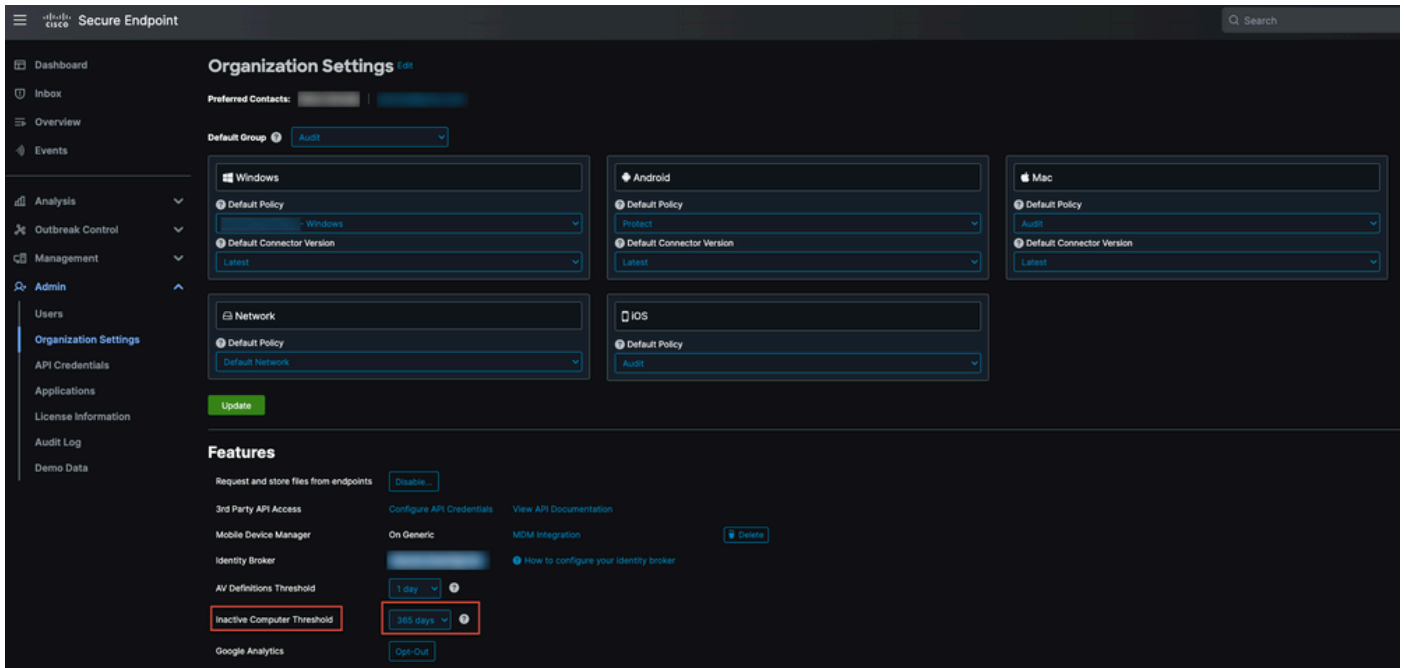 cisco Secure Endpoint
Search
Dashboard
Inbox
Overview
Events
Analysis
Outbreak Control
Management
Admin
Users
Organization Settings
API Credentials
Applications
License Information
Audit Log
Demo Data
Organization Settings Edit
Preferred Contacts:
Default Group ? Audit
Windows
? Default Policy
- Windows
? Default Connector Version
Latest
Android
? Default Policy
Protect
? Default Connector Version
Latest
Mac
? Default Policy
Audit
? Default Connector Version
Latest
Network
? Default Policy
Default Network
iOS
? Default Policy
Audit
Update
Features
Request and store files from endpoints Disable...
3rd Party API Access Configure API Credentials View API Documentation
Mobile Device Manager On Generic MDM Integration Delete
Identity Broker ? How to configure your identity broker
AV Definitions Threshold 1 day ?
Inactive Computer Threshold 365 days ?
Google Analytics Opt-Out